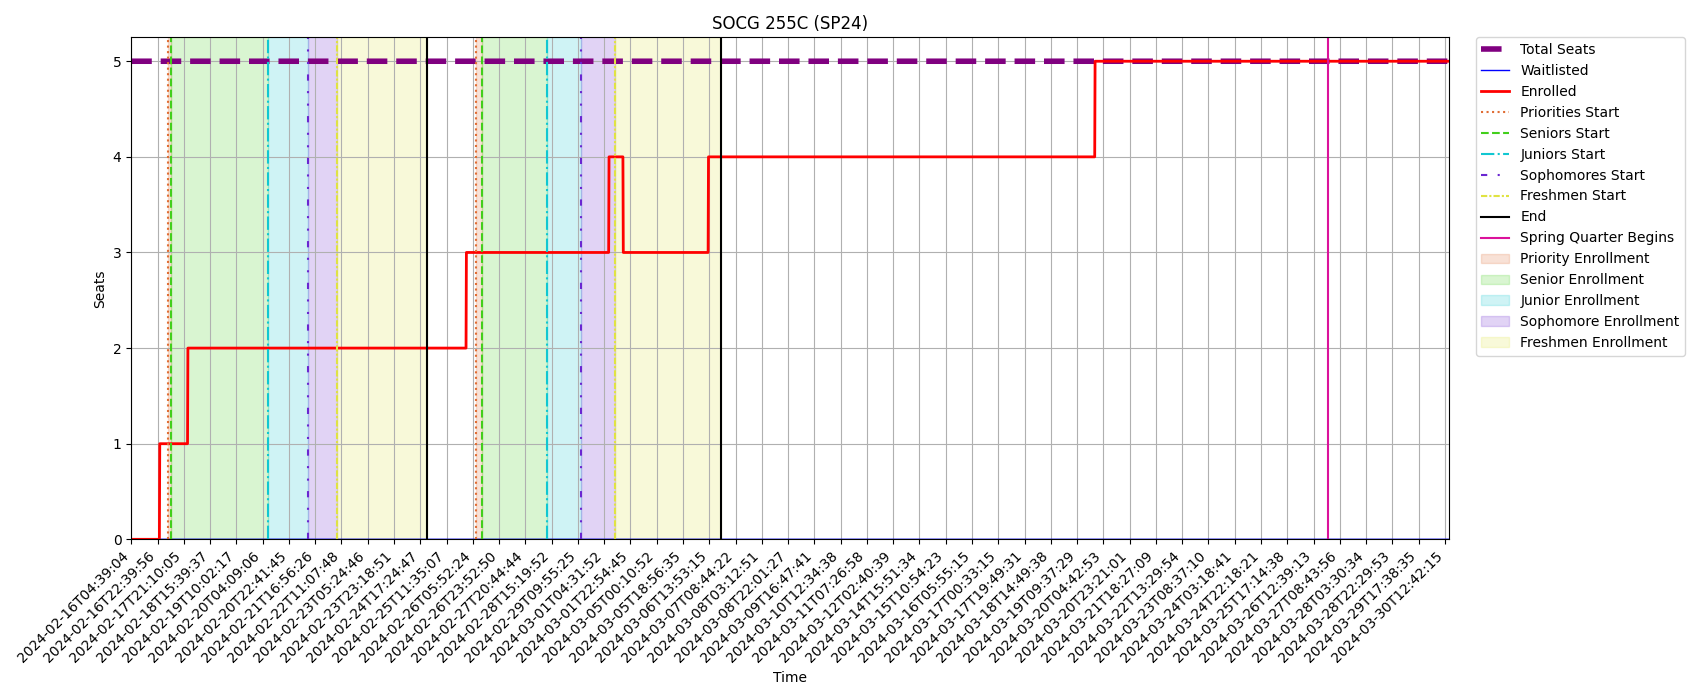 SOCG 255C (SP24)
Seats
5
4
3
2
1
0
2024-02-16T04:39:04
2024-02-16T22:39:56
2024-02-17T21:10:05
2024-02-18T15:39:37
2024-02-19T10:02:17
2024-02-20T04:09:06
2024-02-20T22:41:45
2024-02-21T16:56:26
2024-02-22T11:07:48
2024-02-23T05:24:46
2024-02-23T23:18:51
2024-02-24T17:24:47
2024-02-25T11:35:07
2024-02-26T05:52:24
2024-02-26T23:52:50
2024-02-27T20:44:44
2024-02-28T15:19:52
2024-02-29T09:55:25
2024-03-01T04:31:52
2024-03-01T22:54:45
2024-03-05T00:10:52
2024-03-05T18:56:35
2024-03-06T13:53:15
2024-03-07T08:44:22
2024-03-08T03:12:51
2024-03-08T22:01:27
2024-03-09T16:47:41
2024-03-10T12:34:38
2024-03-11T07:26:58
2024-03-12T02:40:39
2024-03-14T15:51:34
2024-03-15T10:54:23
2024-03-16T05:55:15
2024-03-17T00:33:15
2024-03-17T19:49:31
2024-03-18T14:49:38
2024-03-19T09:37:29
2024-03-20T04:42:53
2024-03-20T23:21:01
2024-03-21T18:27:09
2024-03-22T13:29:54
2024-03-23T08:37:10
2024-03-24T03:18:41
2024-03-24T22:18:21
2024-03-25T17:14:38
2024-03-26T12:39:13
2024-03-27T08:43:56
2024-03-28T03:30:34
2024-03-28T22:29:53
2024-03-29T17:38:35
2024-03-30T12:42:15
Time
Total Seats
Waitlisted
Enrolled
Priorities Start
Seniors Start
Juniors Start
Sophomores Start
Freshmen Start
End
Spring Quarter Begins
Priority Enrollment
Senior Enrollment
Junior Enrollment
Sophomore Enrollment
Freshmen Enrollment